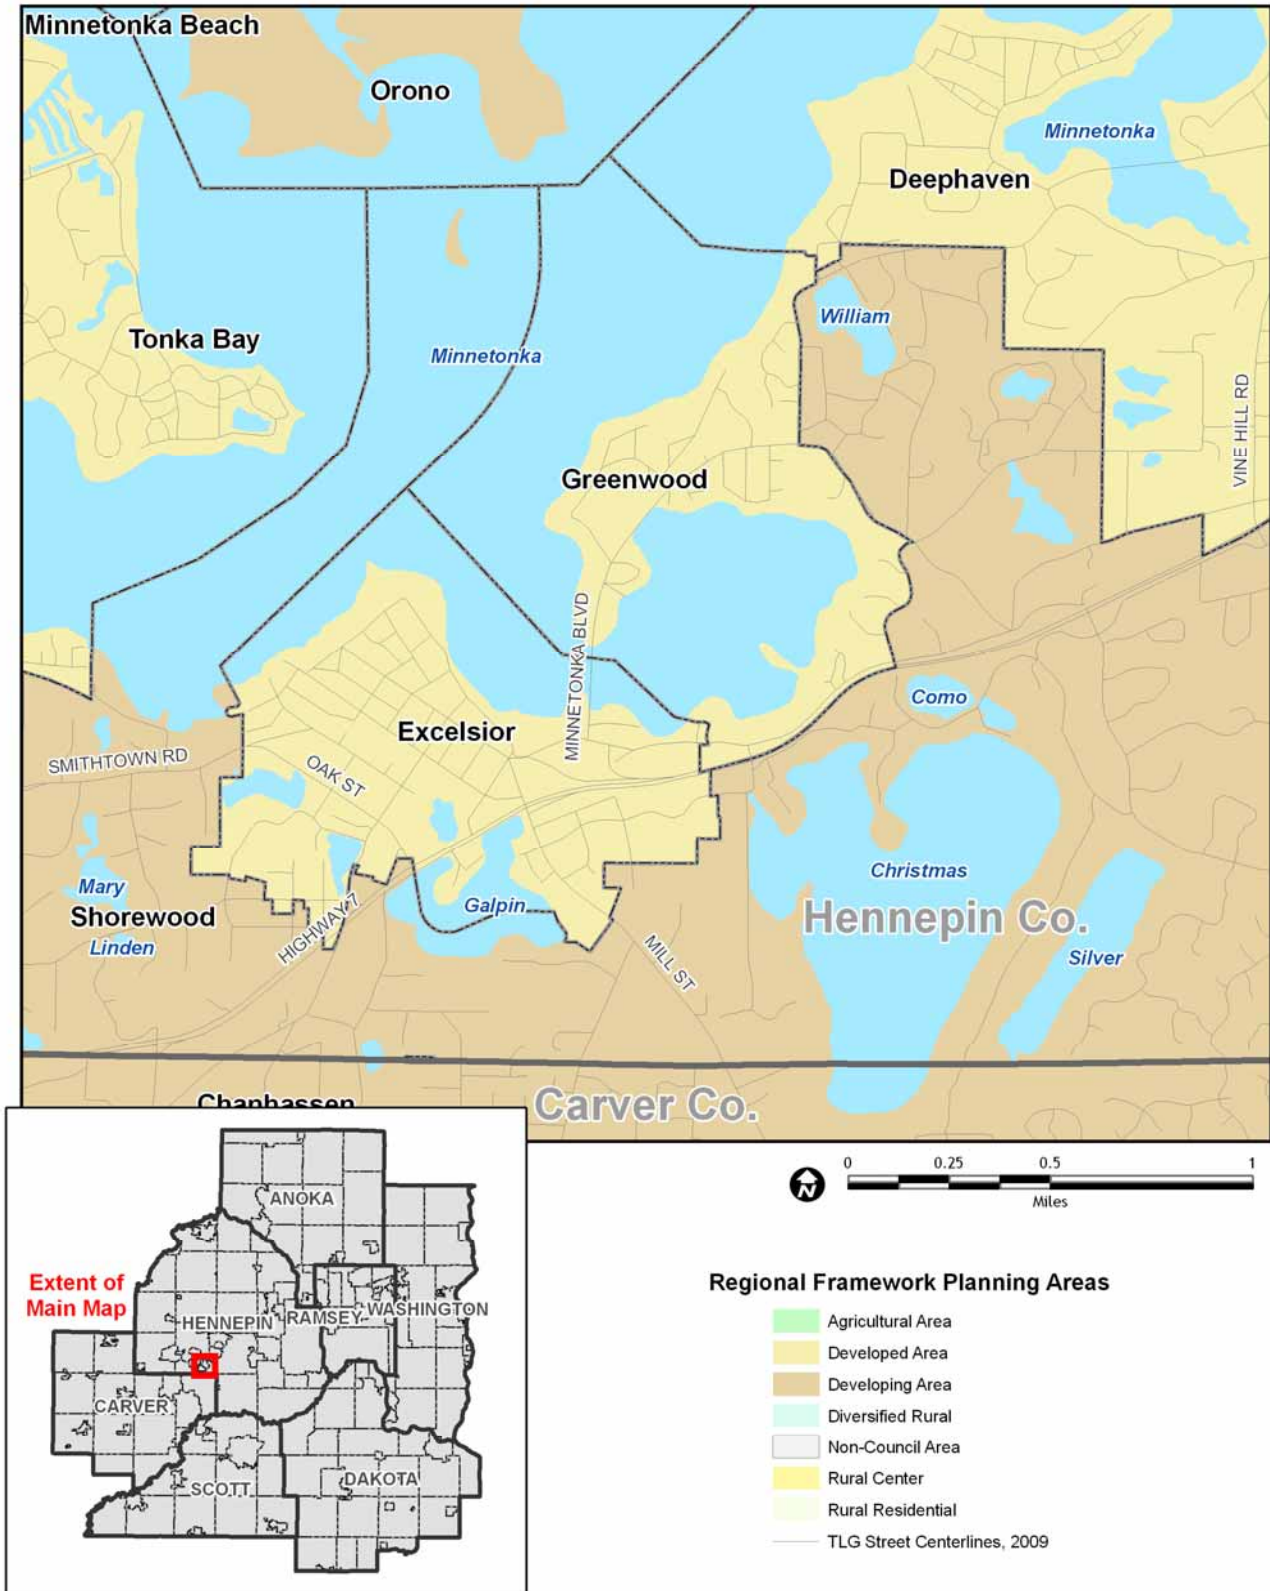 Minnetonka Beach
Orono
Minnetonka
Deephaven
William
Tonka Bay
Minnetonka
VINE HILL RD
Greenwood
MINNETONKA BLVD
Como
Excelsior
SMITHTOWN RD
OAK ST
Christmas
Mary
Galpin
Shorewood
Hennepin Co.
HIGHWAY 7
Linden
MILL ST
Silver
Chanhassen
Carver Co.
N
0 0.25 0.5 1
Miles
ANOKA
Extent of
Main Map
HENNEPIN
RAMSEY
WASHINGTON
CARVER
SCOTT
DAKOTA
Regional Framework Planning Areas
Agricultural Area
Developed Area
Developing Area
Diversified Rural
Non-Council Area
Rural Center
Rural Residential
TLG Street Centerlines, 2009